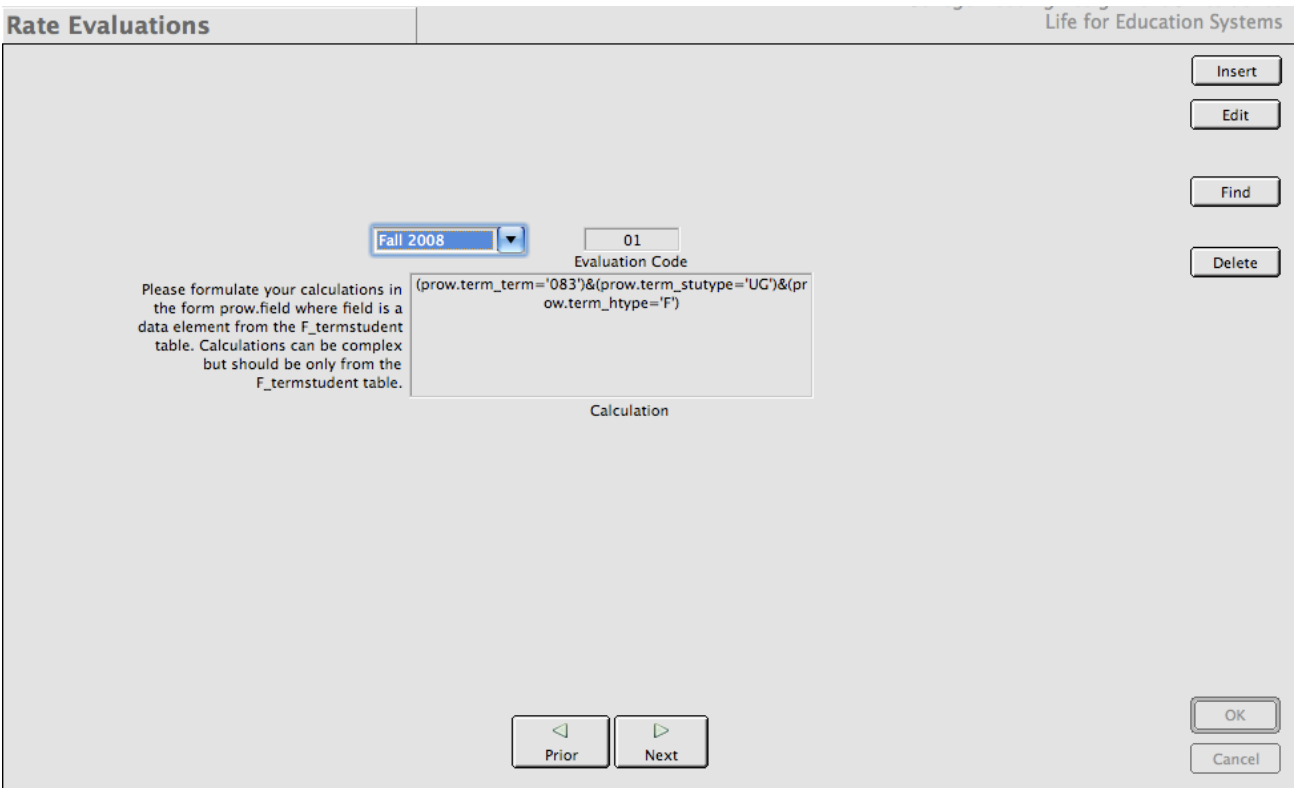 Rate Evaluations
Life for Education Systems
Insert
Edit
Find
Fall 2008
01
Evaluation Code
Delete
Please formulate your calculations in
the form prow.field where field is a
data element from the F_termstudent
table. Calculations can be complex
but should be only from the
F_termstudent table.
(prow.term_term='083')&(prow.term_stutype='UG')&(pr
ow.term_htype='F')
Calculation
Prior
Next
OK
Cancel